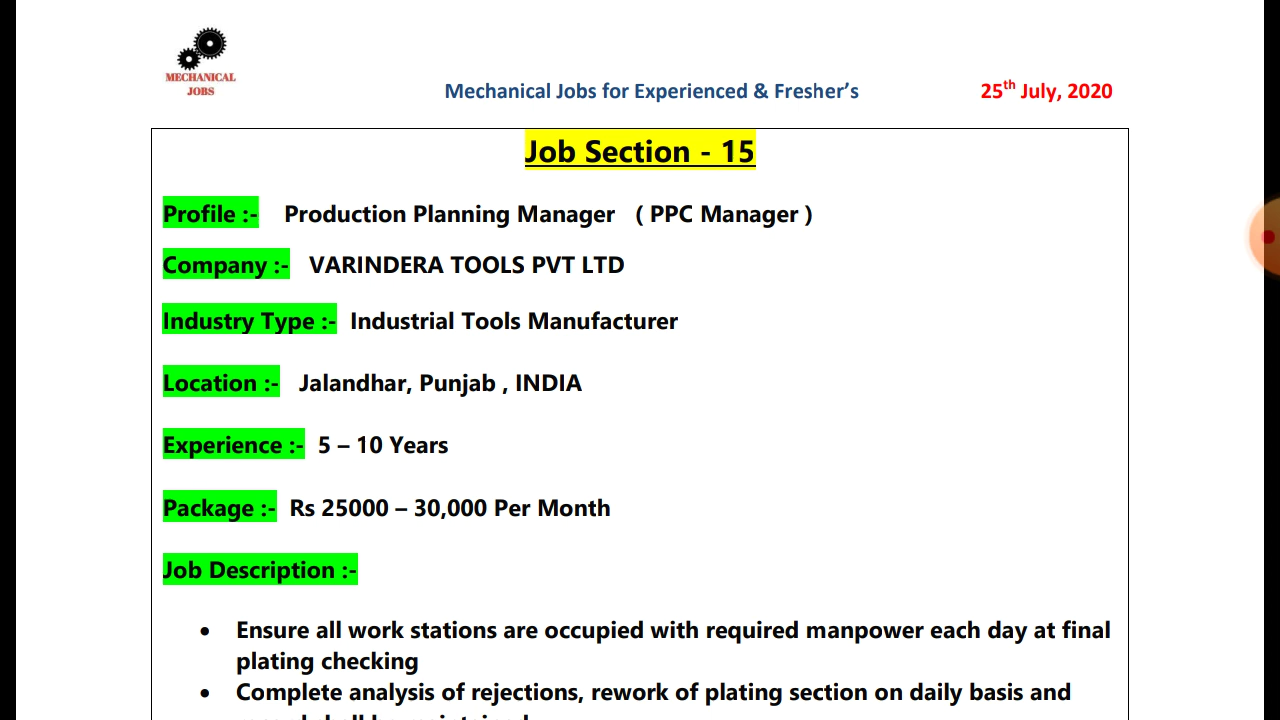 MECHANICAL
JOBS
Mechanical Jobs for Experienced & Fresher’s 25th July, 2020
Job Section - 15
Profile :- Production Planning Manager ( PPC Manager )
Company :- VARINDERA TOOLS PVT LTD
Industry Type :- Industrial Tools Manufacturer
Location :- Jalandhar, Punjab , INDIA
Experience :- 5 – 10 Years
Package :- Rs 25000 – 30,000 Per Month
Job Description :-
• Ensure all work stations are occupied with required manpower each day at final
plating checking
• Complete analysis of rejections, rework of plating section on daily basis and